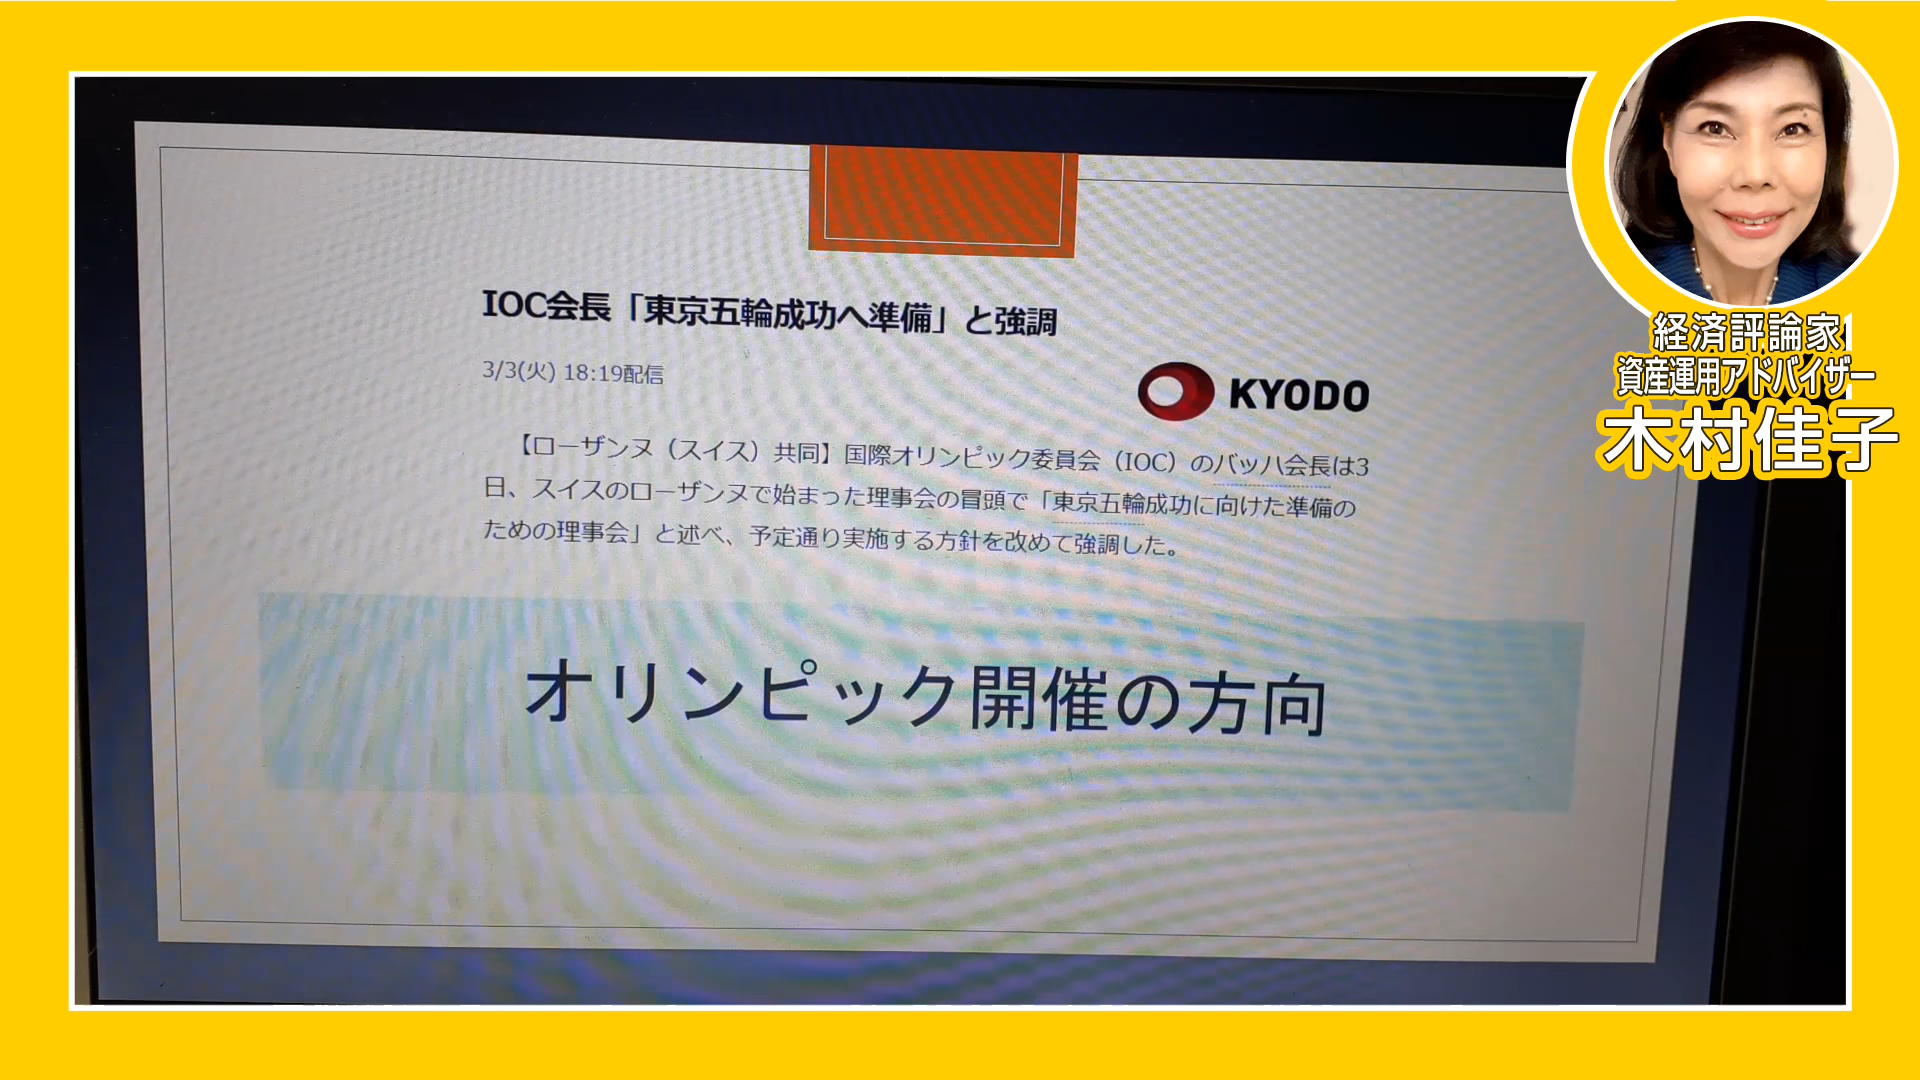 IOC会長「東京五輪成功へ準備」と強調
3/3(火) 18:19配信
KYODO
【ローザンヌ（スイス）共同】国際オリンピック委員会（IOC）のバッハ会長は3
日、スイスのローザンヌで始まった理事会の冒頭で「東京五輪成功に向けた準備の
ための理事会」と述べ、予定通り実施する方針を改めて強調した。
オリンピック開催の方向
経済評論家
資産運用アドバイザー
木村佳子